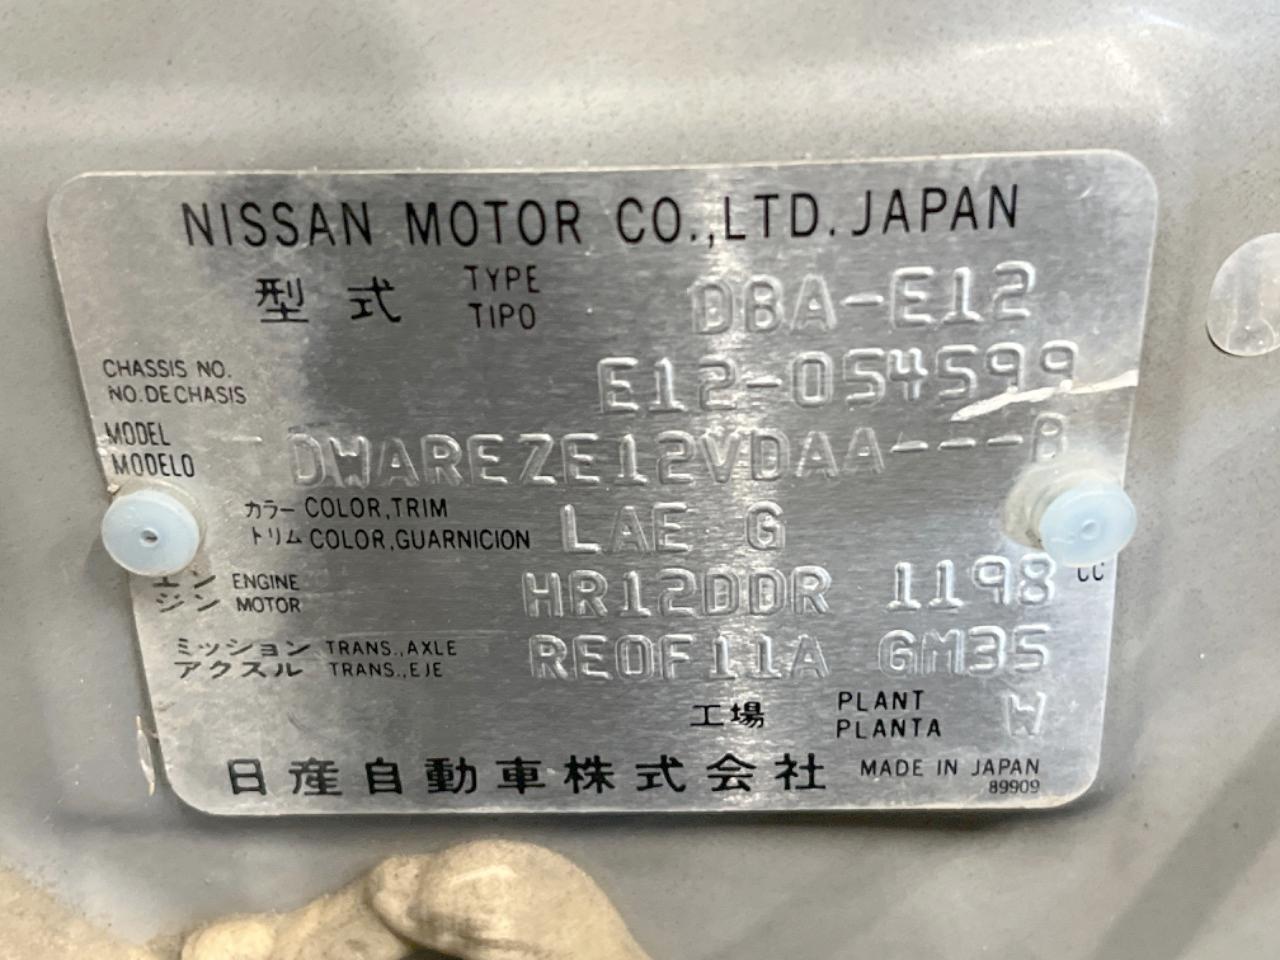 NISSAN MOTOR CO.,LTD. JAPAN
型式 TYPE TIPO DBA-E12
CHASSIS NO. NO.DE CHASIS E12-054599
MODEL MODELO DWAREZE12VDAA---B
カラー COLOR,TRIM
トリム COLOR,GUARNICION LAE G
エン ENGINE
ジン MOTOR HR12DDR 1198 CC
ミッション TRANS.,AXLE
アクスル TRANS.,EJE RE0F11A GM35
工場 PLANT PLANTA W
日産自動車株式会社 MADE IN JAPAN
89909